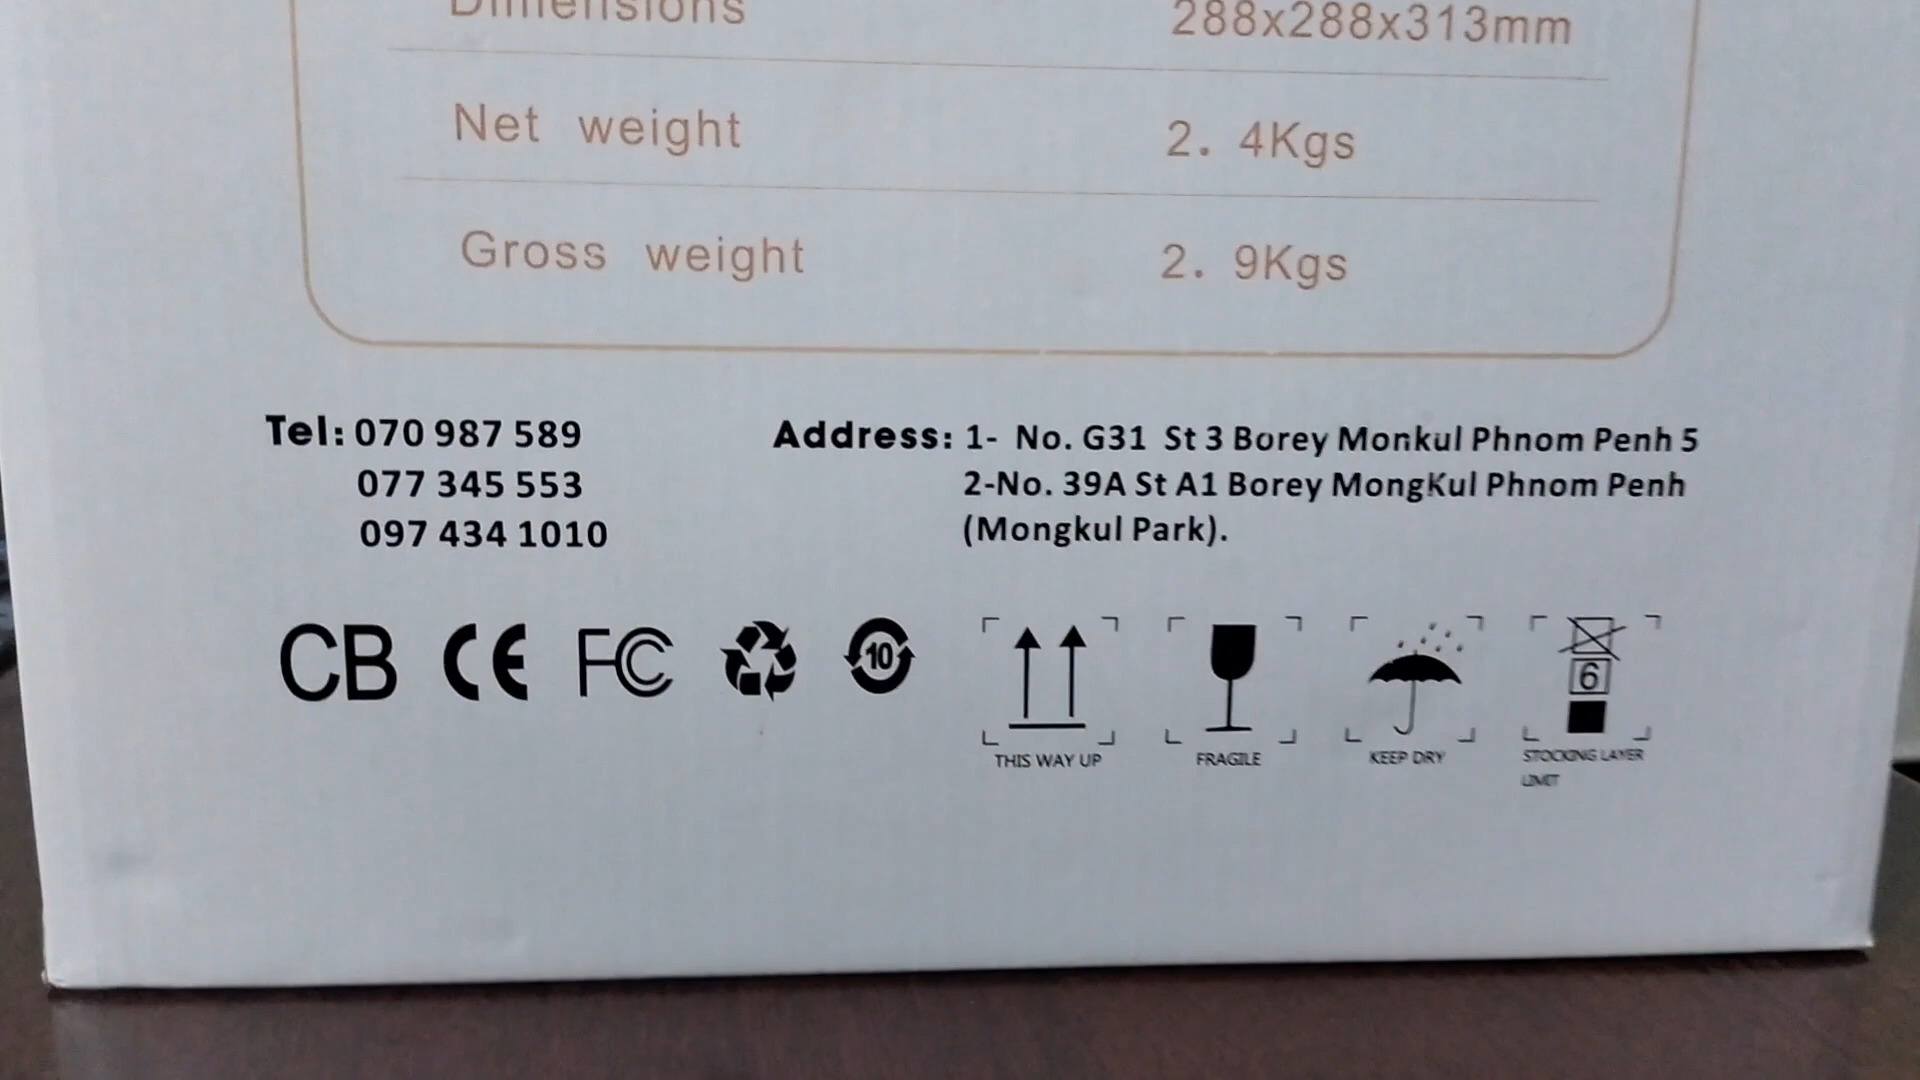 Dimensions 288x288x313mm
Net weight 2. 4Kgs
Gross weight 2. 9Kgs
Tel: 070 987 589
077 345 553
097 434 1010
Address: 1- No. G31 St 3 Borey Monkul Phnom Penh 5
2-No. 39A St A1 Borey MongKul Phnom Penh
(Mongkul Park).
CB CE FC 10
6
THIS WAY UP
FRAGILE
KEEP DRY
STOCKING LAYER
LIMIT